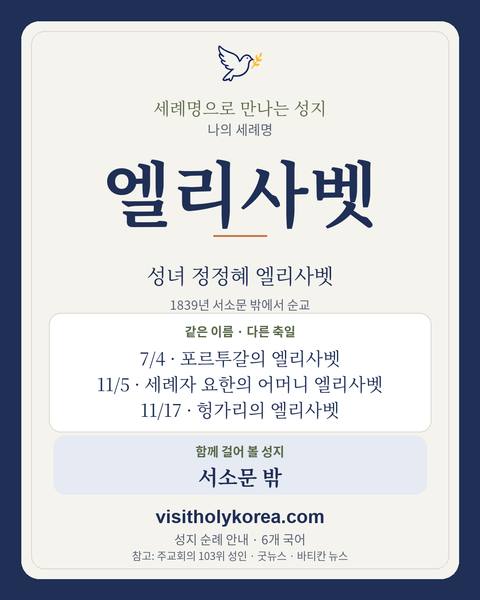 세례명으로 만나는 성지
나의 세례명
엘리사벳
성녀 정정혜 엘리사벳
1839년 서소문 밖에서 순교
같은 이름 · 다른 축일
7/4 · 포르투갈의 엘리사벳
11/5 · 세례자 요한의 어머니 엘리사벳
11/17 · 헝가리의 엘리사벳
함께 걸어 볼 성지
서소문 밖
visitholykorea.com
성지 순례 안내 · 6개 국어
참고: 주교회의 103위 성인 · 굿뉴스 · 바티칸 뉴스